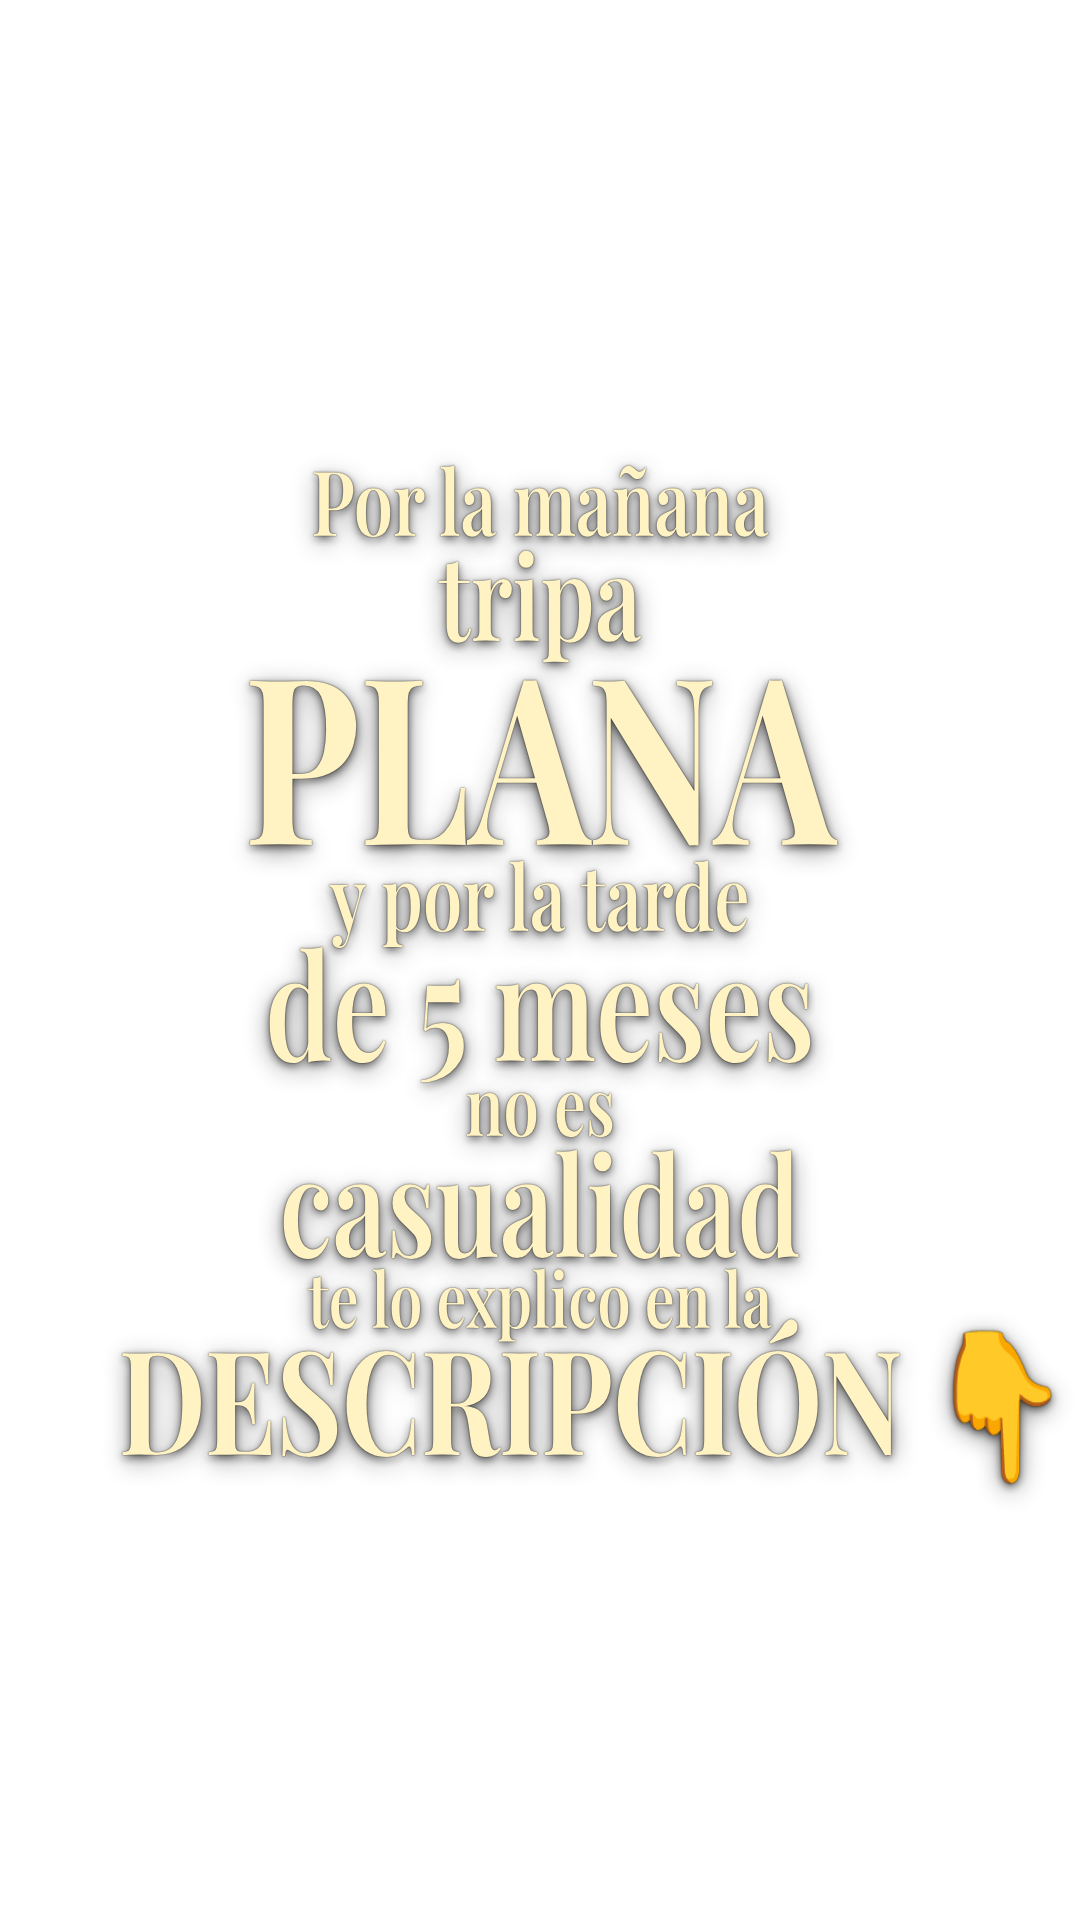 Por la mañana
tripa
PLANA
y por la tarde
de 5 meses
no es
casualidad
te lo explico en la
DESCRIPCIÓN 👇